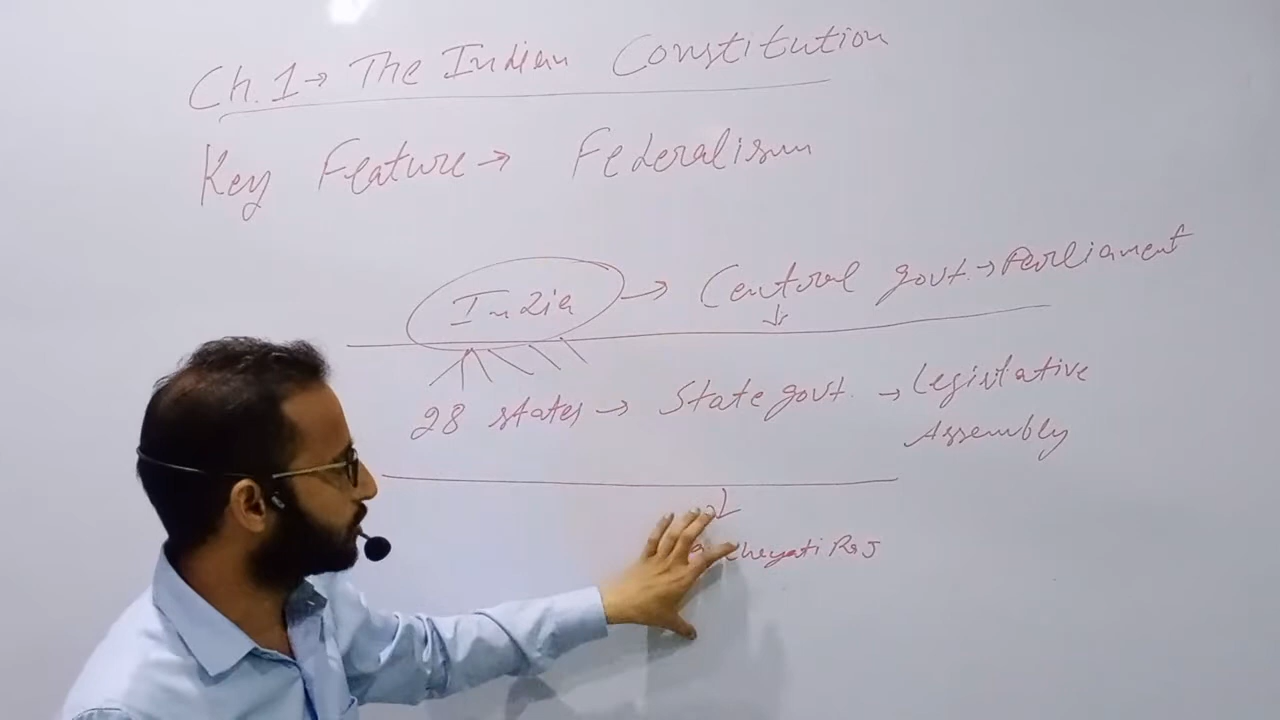 Ch.1→ The Indian Constitution
Key Feature → Federalism
India → Central govt. → Parliament
28 states → State govt. → Legislative
Assembly
Raj